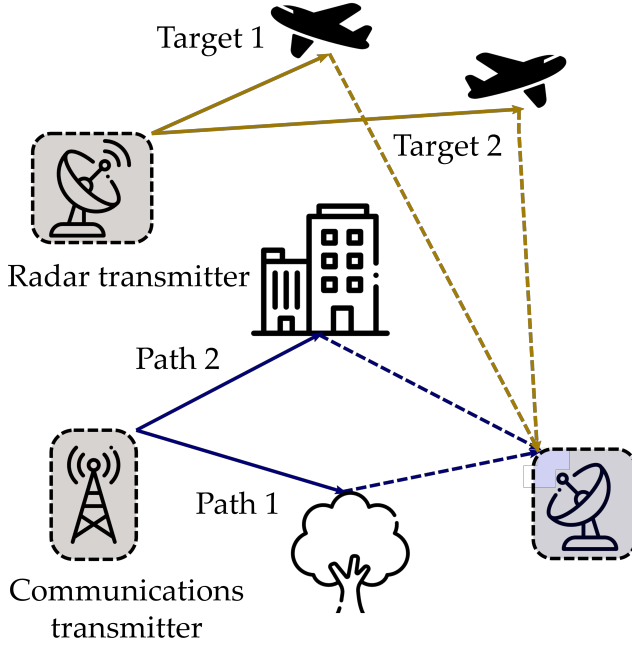 Target 1
Target 2
Radar transmitter
Path 2
Path 1
Communications
transmitter